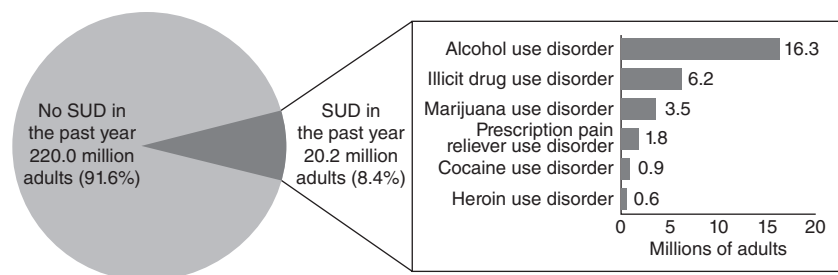 No SUD in
the past year
220.0 million
adults (91.6%)
SUD in
the past year
20.2 million
adults (8.4%)
Alcohol use disorder
16.3
Illicit drug use disorder
6.2
Marijuana use disorder
3.5
Prescription pain
reliever use disorder
1.8
Cocaine use disorder
0.9
Heroin use disorder
0.6
0 5 10 15 20
Millions of adults